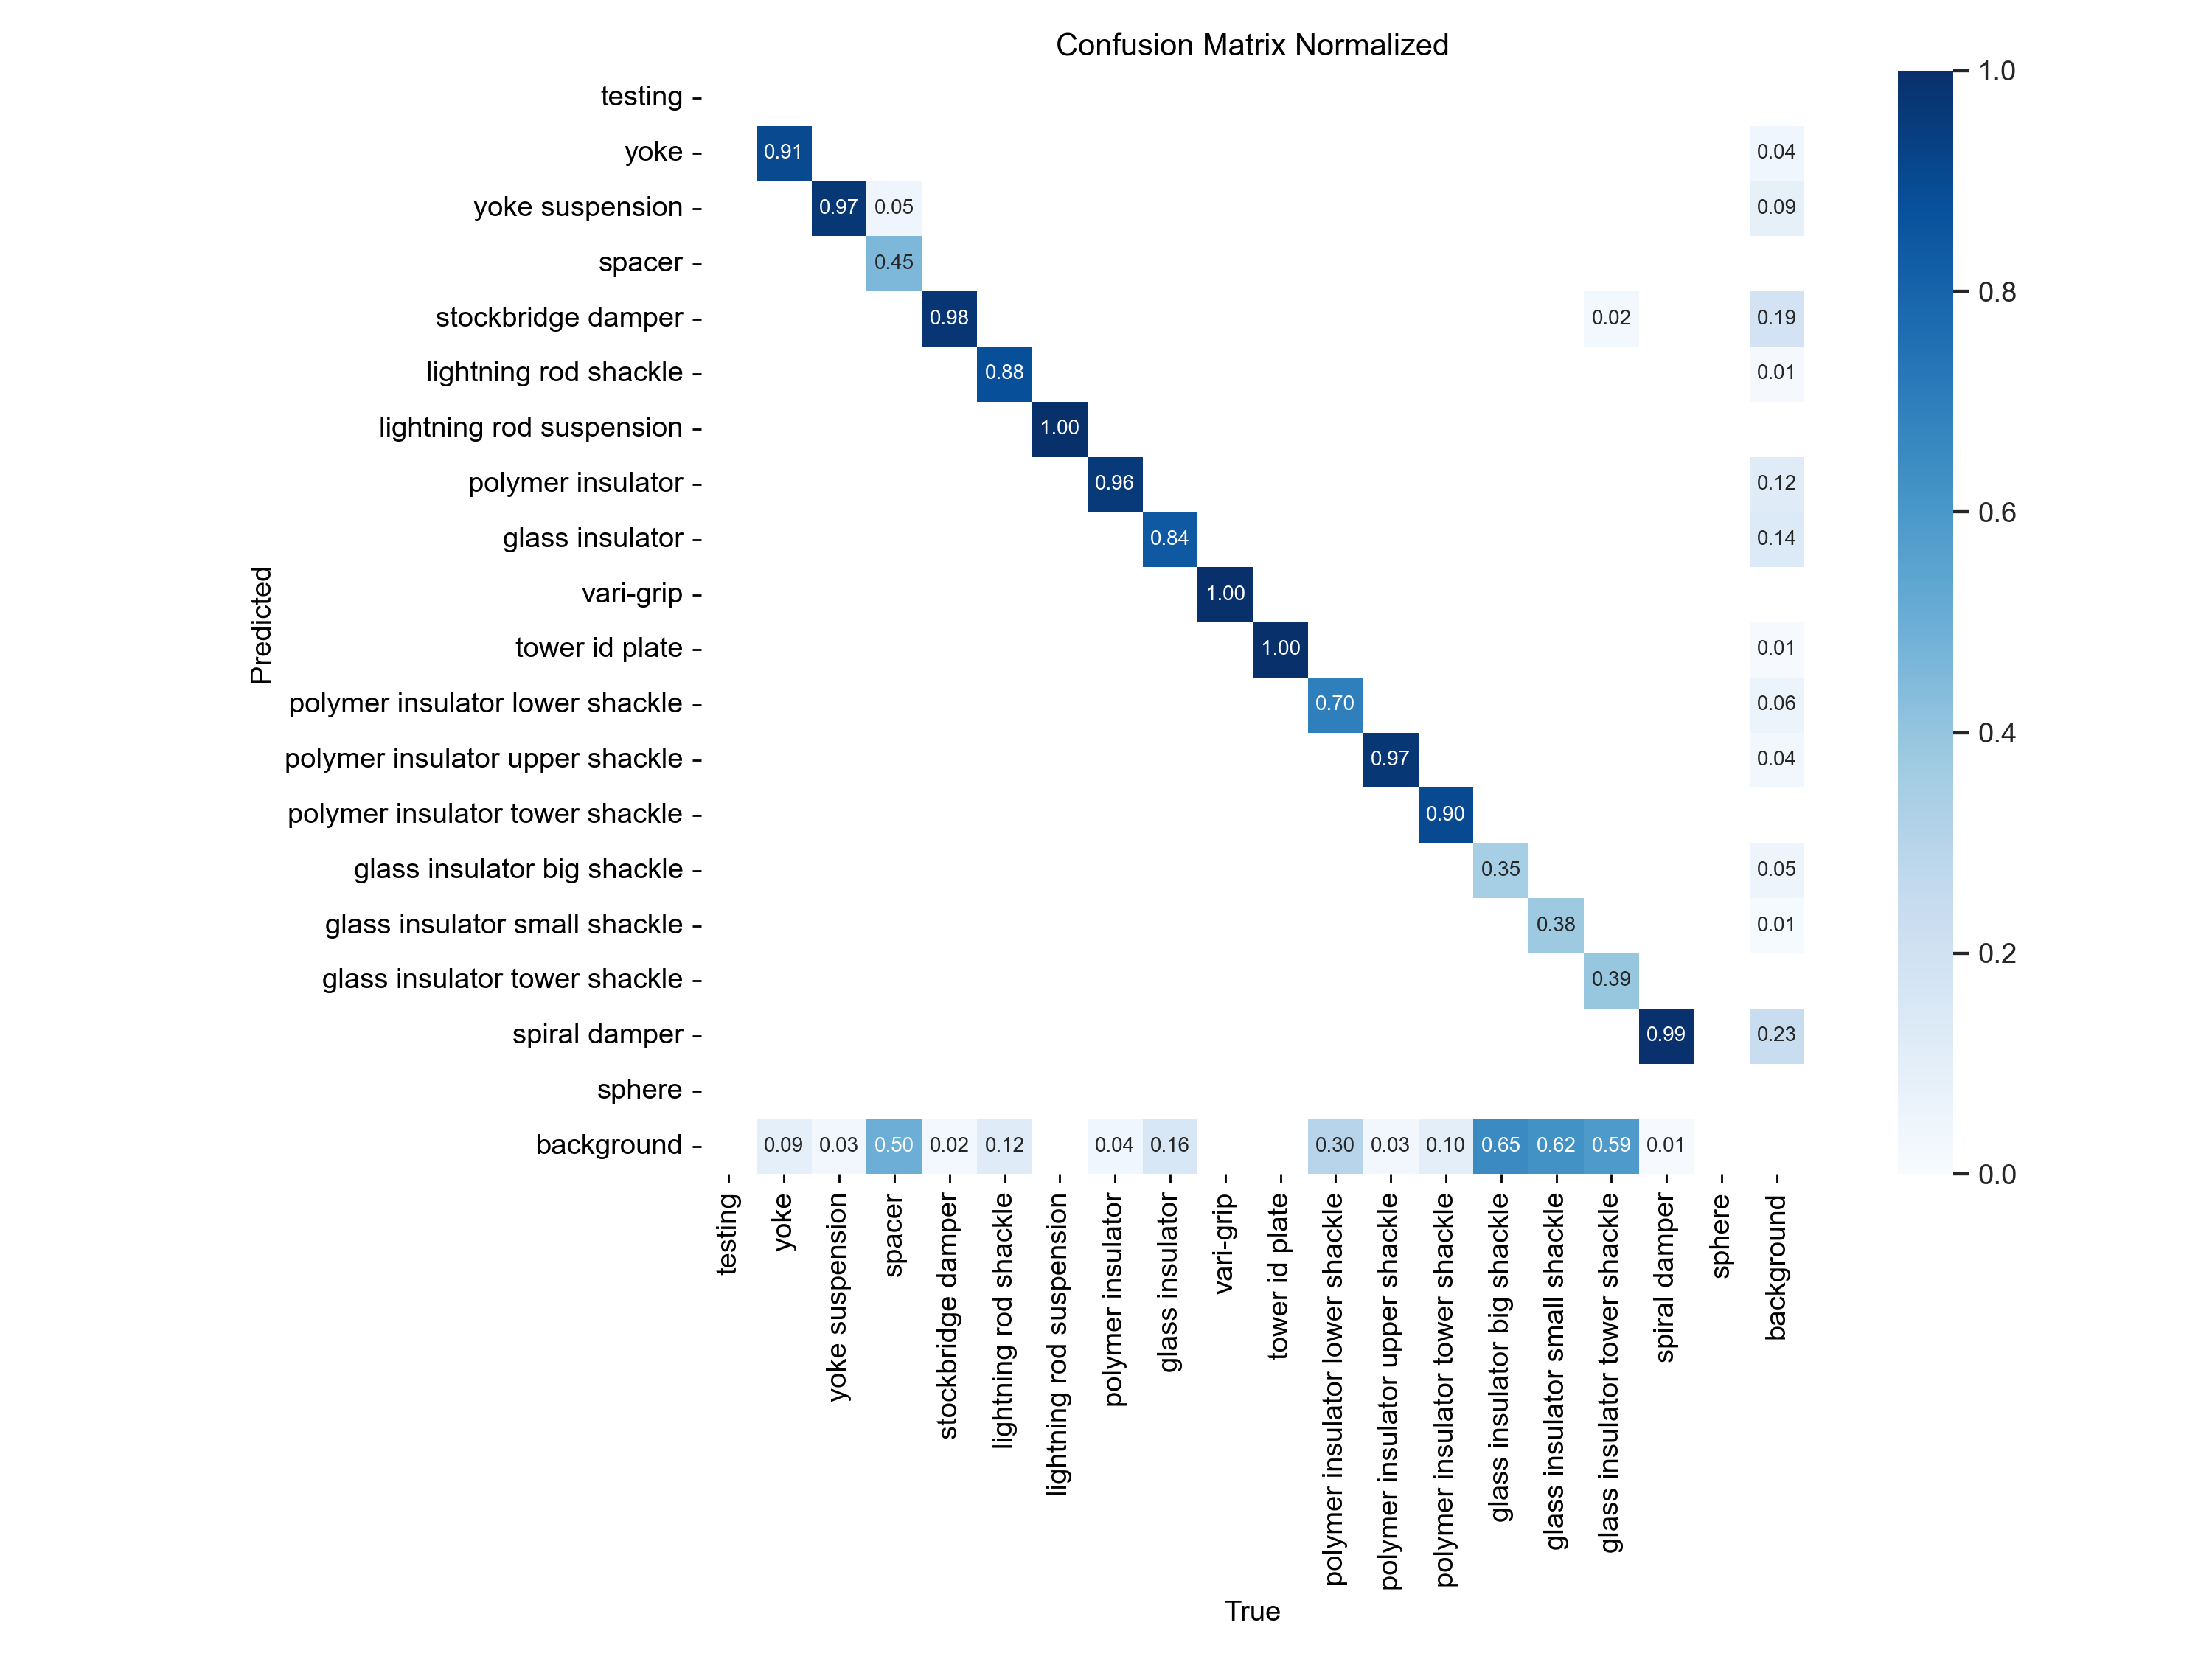 Confusion Matrix Normalized
testing
yoke 0.91 0.04
yoke suspension 0.97 0.05 0.09
spacer 0.45
stockbridge damper 0.98 0.02 0.19
lightning rod shackle 0.88 0.01
lightning rod suspension 1.00
polymer insulator 0.96 0.12
glass insulator 0.84 0.14
vari-grip 1.00
tower id plate 1.00 0.01
polymer insulator lower shackle 0.70 0.06
polymer insulator upper shackle 0.97 0.04
polymer insulator tower shackle 0.90
glass insulator big shackle 0.35 0.05
glass insulator small shackle 0.38 0.01
glass insulator tower shackle 0.39
spiral damper 0.99 0.23
sphere
background 0.09 0.03 0.50 0.02 0.12 0.04 0.16 0.30 0.03 0.10 0.65 0.62 0.59 0.01
Predicted
testing
yoke
yoke suspension
spacer
stockbridge damper
lightning rod shackle
lightning rod suspension
polymer insulator
glass insulator
vari-grip
tower id plate
polymer insulator lower shackle
polymer insulator upper shackle
polymer insulator tower shackle
glass insulator big shackle
glass insulator small shackle
glass insulator tower shackle
spiral damper
sphere
background
True
1.0
0.8
0.6
0.4
0.2
0.0